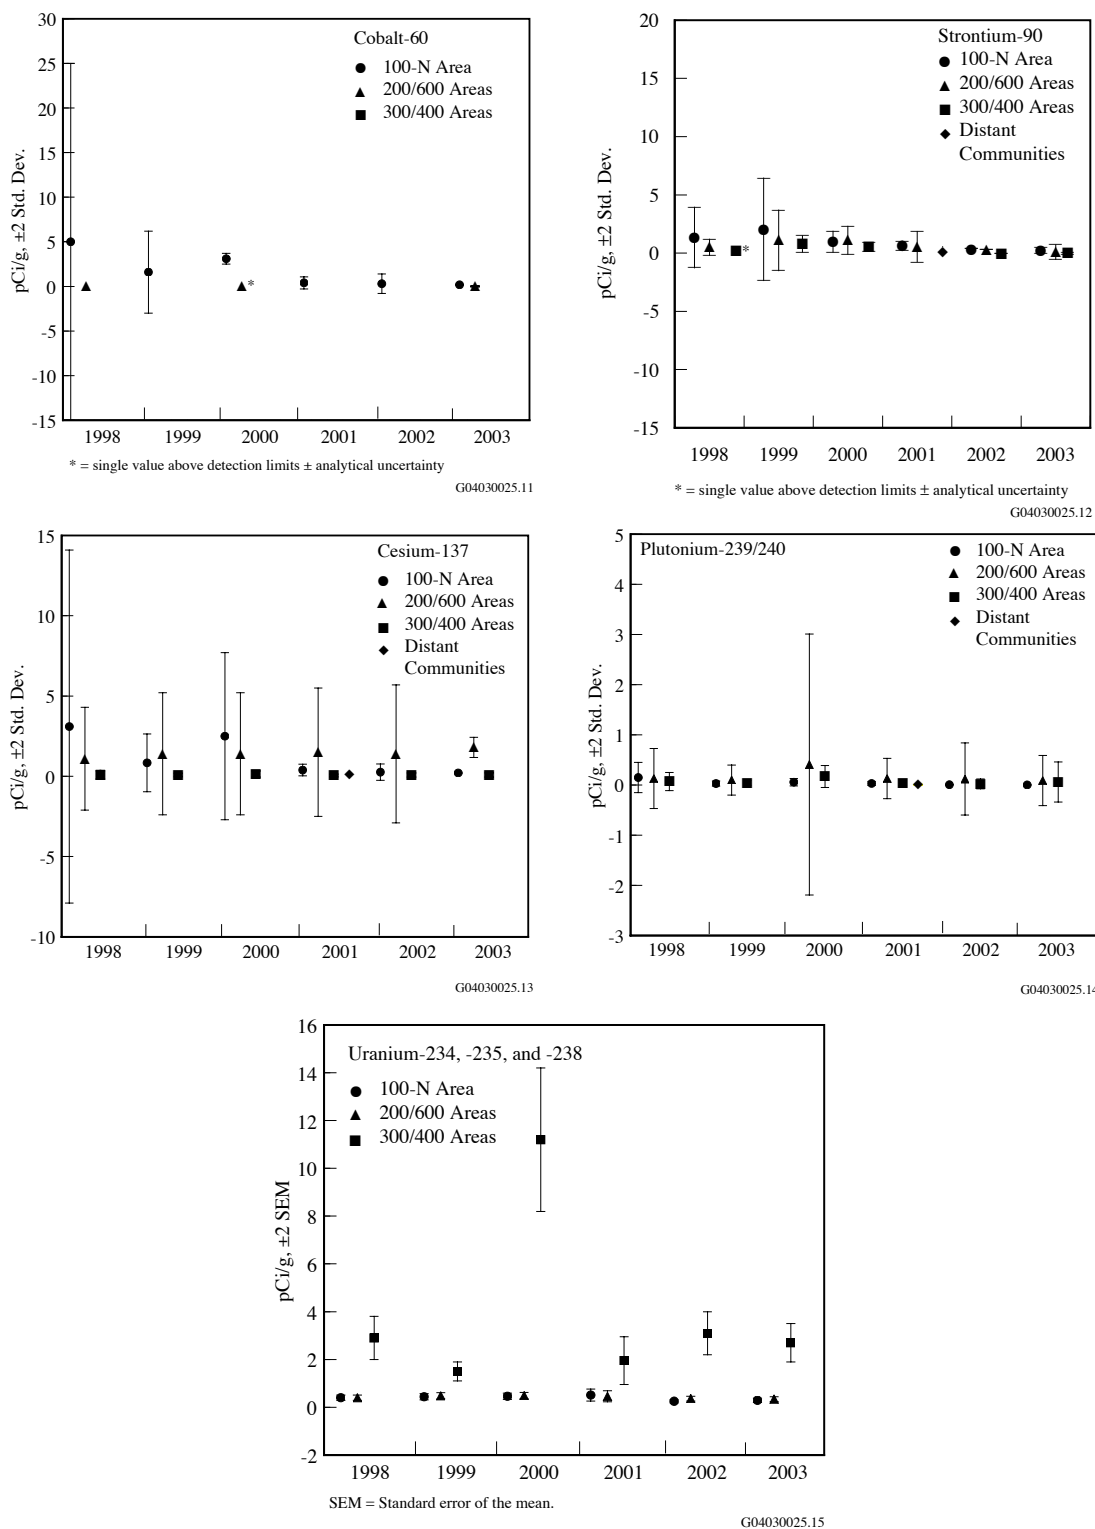 Cobalt-60
100-N Area
200/600 Areas
300/400 Areas
pCi/g, ±2 Std. Dev.
30
25
20
15
10
5
0
-5
-10
-15
*
1998 1999 2000 2001 2002 2003
* = single value above detection limits ± analytical uncertainty
G04030025.11
Strontium-90
100-N Area
200/600 Areas
300/400 Areas
Distant
Communities
pCi/g, ±2 Std. Dev.
20
15
10
5
0
-5
-10
-15
*
1998 1999 2000 2001 2002 2003
* = single value above detection limits ± analytical uncertainty
G04030025.12
Cesium-137
100-N Area
200/600 Areas
300/400 Areas
Distant
Communities
pCi/g, ±2 Std. Dev.
15
10
5
0
-5
-10
1998 1999 2000 2001 2002 2003
G04030025.13
Plutonium-239/240
100-N Area
200/600 Areas
300/400 Areas
Distant
Communities
pCi/g, ±2 Std. Dev.
5
4
3
2
1
0
-1
-2
-3
1998 1999 2000 2001 2002 2003
G04030025.14
Uranium-234, -235, and -238
100-N Area
200/600 Areas
300/400 Areas
pCi/g, ±2 SEM
16
14
12
10
8
6
4
2
0
-2
1998 1999 2000 2001 2002 2003
SEM = Standard error of the mean.
G04030025.15